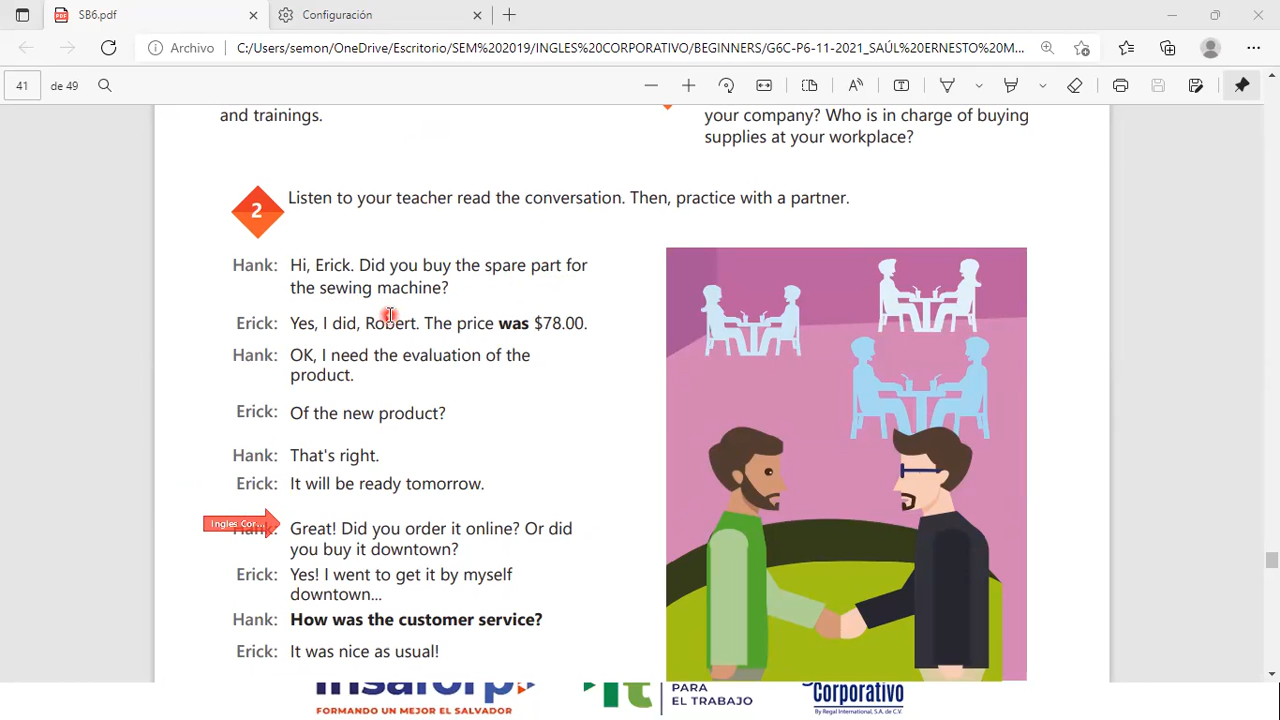 SB6.pdf
Configuración
Archivo
C:/Users/semon/OneDrive/Escritorio/SEM%202019/INGLES%20CORPORATIVO/BEGINNERS/G6C-P6-11-2021_SAÚL%20ERNESTO%20M...
41 de 49
and trainings.
your company? Who is in charge of buying
supplies at your workplace?
2
Listen to your teacher read the conversation. Then, practice with a partner.
Hank: Hi, Erick. Did you buy the spare part for
the sewing machine?
Erick: Yes, I did, Robert. The price was $78.00.
Hank: OK, I need the evaluation of the
product.
Erick: Of the new product?
Hank: That's right.
Erick: It will be ready tomorrow.
Ingles Cor...
Hank: Great! Did you order it online? Or did
you buy it downtown?
Erick: Yes! I went to get it by myself
downtown...
Hank: How was the customer service?
Erick: It was nice as usual!
FORMANDO UN MEJOR EL SALVADOR
PARA
EL TRABAJO
Corporativo
By Regal International, S.A. de C.V.